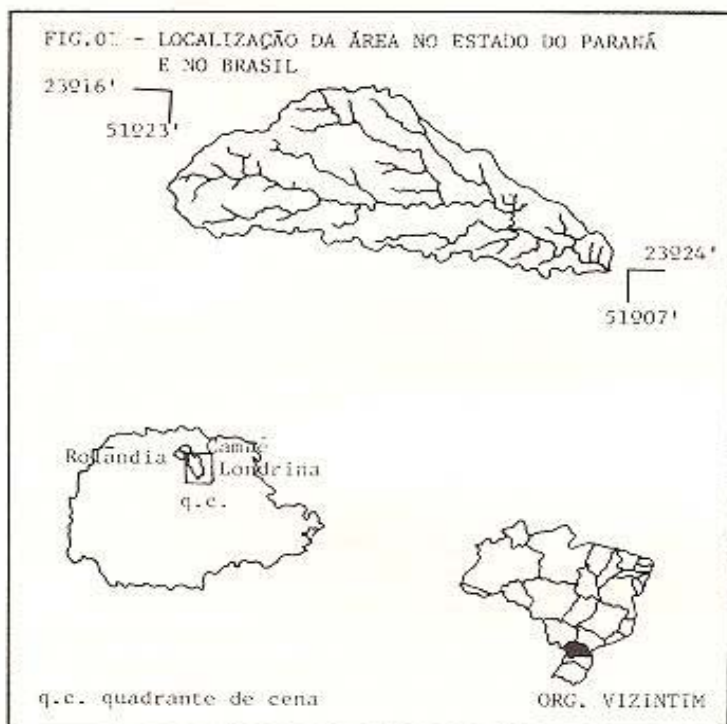 FIG.01 - LOCALIZAÇÃO DA ÁREA NO ESTADO DO PARANÁ
E NO BRASIL
23º16'
51º23'
23º24'
51º07'
Cambé
Rolândia
Londrina
q.c.
q.c. quadrante de cena
ORG. VIZINTIM